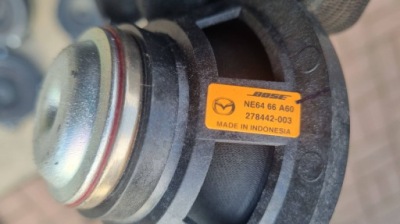 BOSE
NE64 66 A60
278442-003
MADE IN INDONESIA